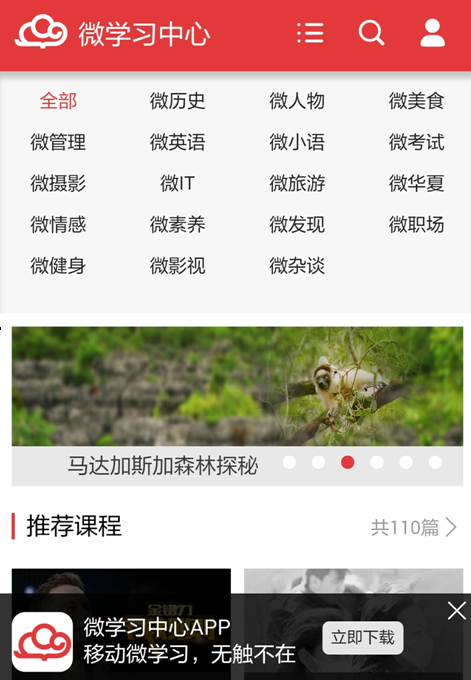 微学习中心
全部 微历史 微人物 微美食
微管理 微英语 微小语 微考试
微摄影 微IT 微旅游 微华夏
微情感 微素养 微发现 微职场
微健身 微影视 微杂谈
马达加斯加森林探秘
推荐课程 共110篇
金错刀
微学习中心APP
移动微学习，无触不在
立即下载